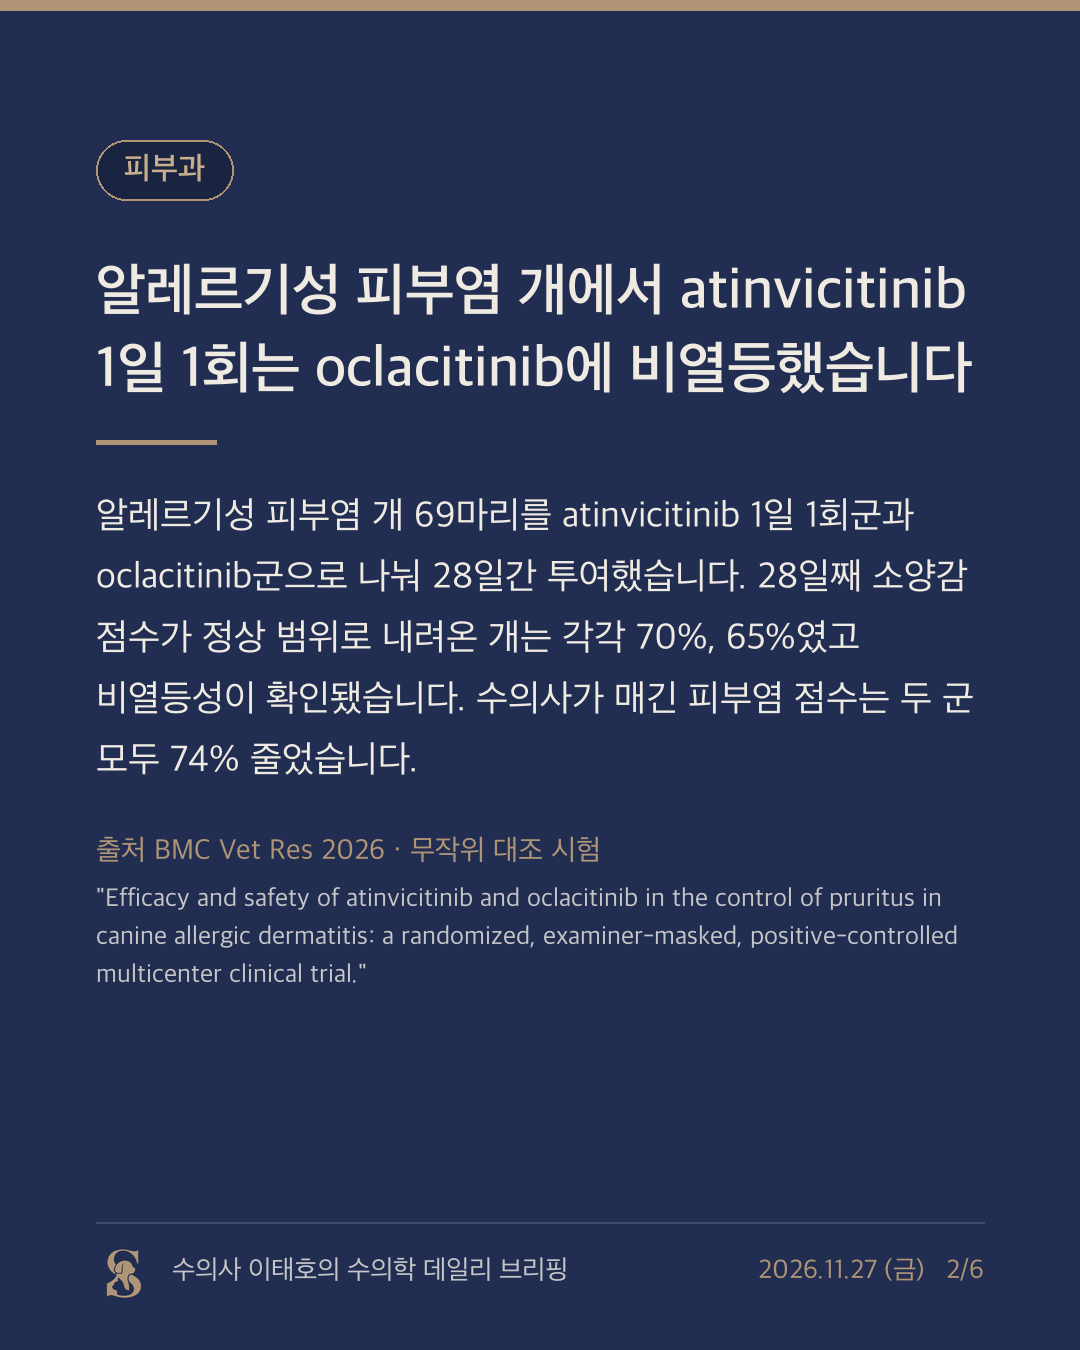 피부과
알레르기성 피부염 개에서 atinvicitinib
1일 1회는 oclacitinib에 비열등했습니다
알레르기성 피부염 개 69마리를 atinvicitinib 1일 1회군과
oclacitinib군으로 나눠 28일간 투여했습니다. 28일째 소양감
점수가 정상 범위로 내려온 개는 각각 70%, 65%였고
비열등성이 확인됐습니다. 수의사가 매긴 피부염 점수는 두 군
모두 74% 줄었습니다.
출처 BMC Vet Res 2026 · 무작위 대조 시험
"Efficacy and safety of atinvicitinib and oclacitinib in the control of pruritus in
canine allergic dermatitis: a randomized, examiner-masked, positive-controlled
multicenter clinical trial."
수의사 이태호의 수의학 데일리 브리핑
2026.11.27 (금) 2/6